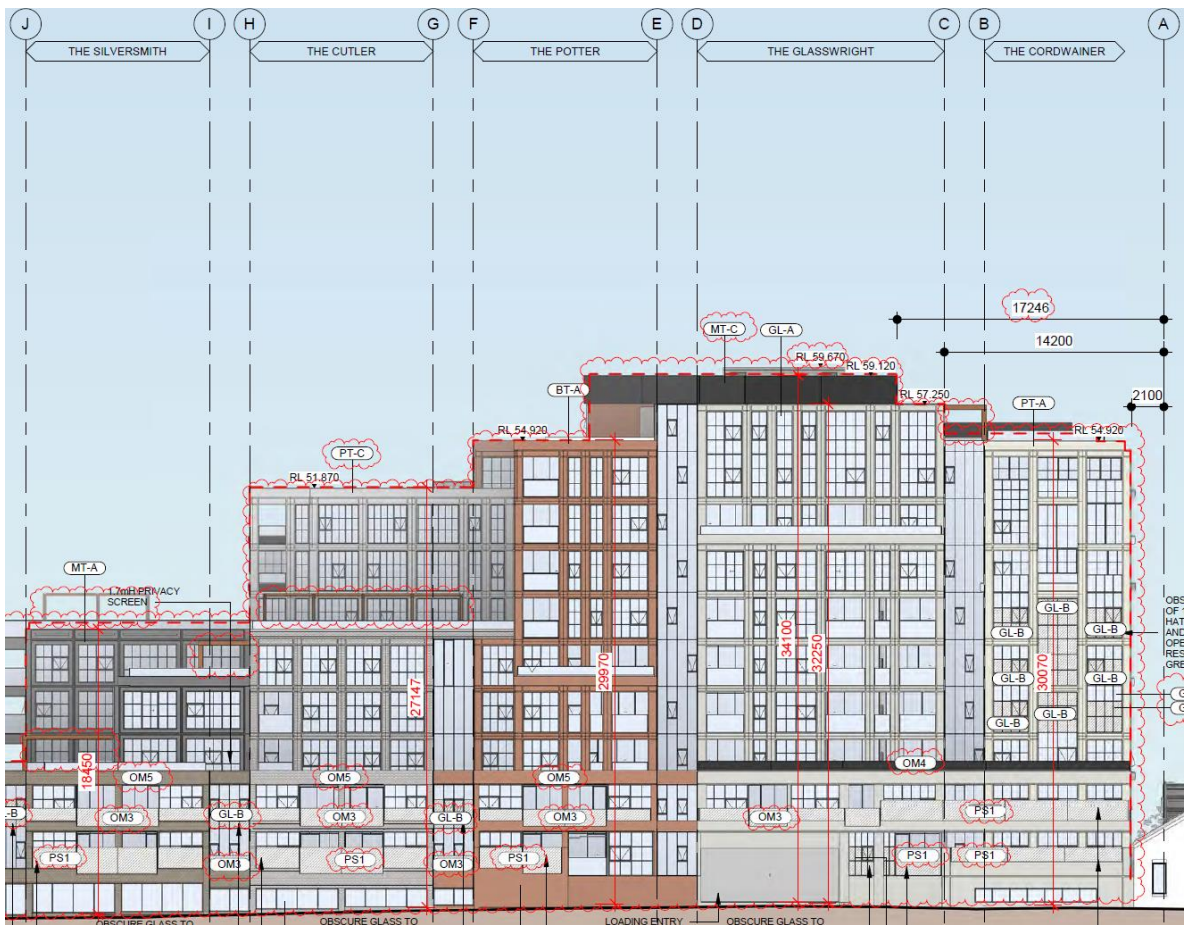 J
I
H
G
F
E
D
C
B
A
THE SILVERSMITH
THE CUTLER
THE POTTER
THE GLASSWRIGHT
THE CORDWAINER
17246
14200
2100
MT-C
GL-A
RL 59.670
RL 59.120
BT-A
RL 57.250
PT-A
RL 54.920
RL 54.920
PT-C
RL 51.870
MT-A
1.7mH PRIVACY
SCREEN
GL-B
GL-B
GL-B
GL-B
GL-B
GL-B
GL-B
27147
29970
34100
32250
30070
18450
OM5
OM5
OM5
OM4
OM3
GL-B
OM3
GL-B
OM3
OM3
PS1
PS1
OM3
PS1
OM3
PS1
PS1
PS1
OBSCURE GLASS TO
OBSCURE GLASS TO
LOADING ENTRY
OBSCURE GLASS TO